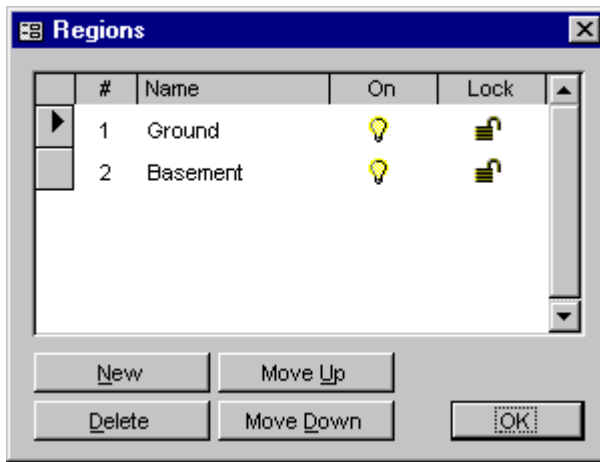 Regions
# Name On Lock
1 Ground
2 Basement
New Move Up
Delete Move Down OK